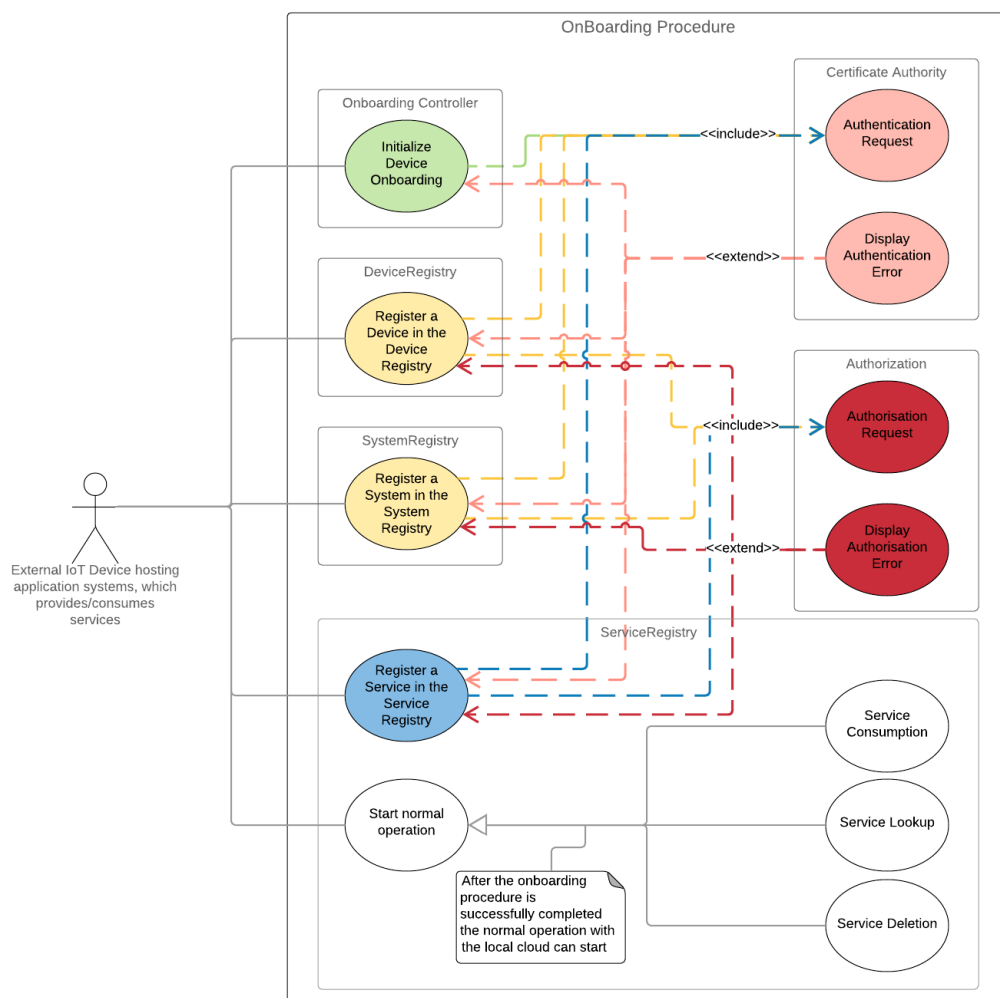 OnBoarding Procedure
Certificate Authority
Onboarding Controller
Authentication
Request
<<include>>
Initialize
Device
Onboarding
Display
Authentication
Error
<<extend>>
DeviceRegistry
Register a
Device in the
Device
Registry
Authorization
Authorisation
Request
<<include>>
SystemRegistry
Register a
System in the
System
Registry
Display
Authorisation
Error
<<extend>>
External IoT Device hosting
application systems, which
provides/consumes
services
ServiceRegistry
Register a
Service in the
Service
Registry
Service
Consumption
Start normal
operation
Service Lookup
After the onboarding
procedure is
successfully completed
the normal operation with
the local cloud can start
Service Deletion